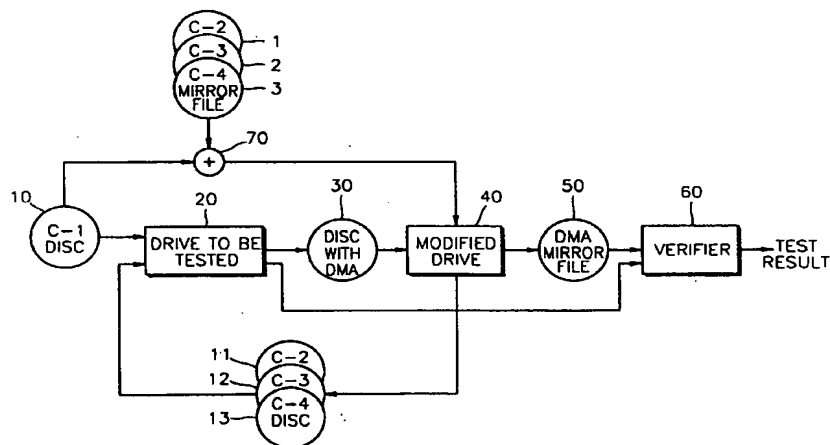 C-2
1
C-3
2
C-4
MIRROR
FILE
3
70
+
10
C-1
DISC
20
DRIVE TO BE
TESTED
30
DISC
WITH
DMA
40
MODIFIED
DRIVE
50
DMA
MIRROR
FILE
60
VERIFIER
TEST
RESULT
11
C-2
12
C-3
13
C-4
DISC